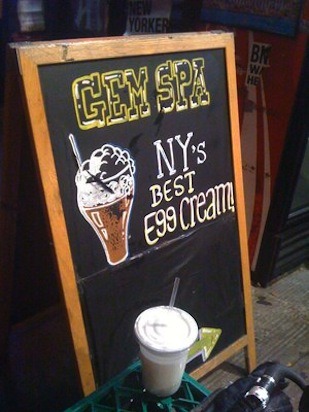 NEW
YORKER
GEM SPA
NY's
BEST
Egg Cream!